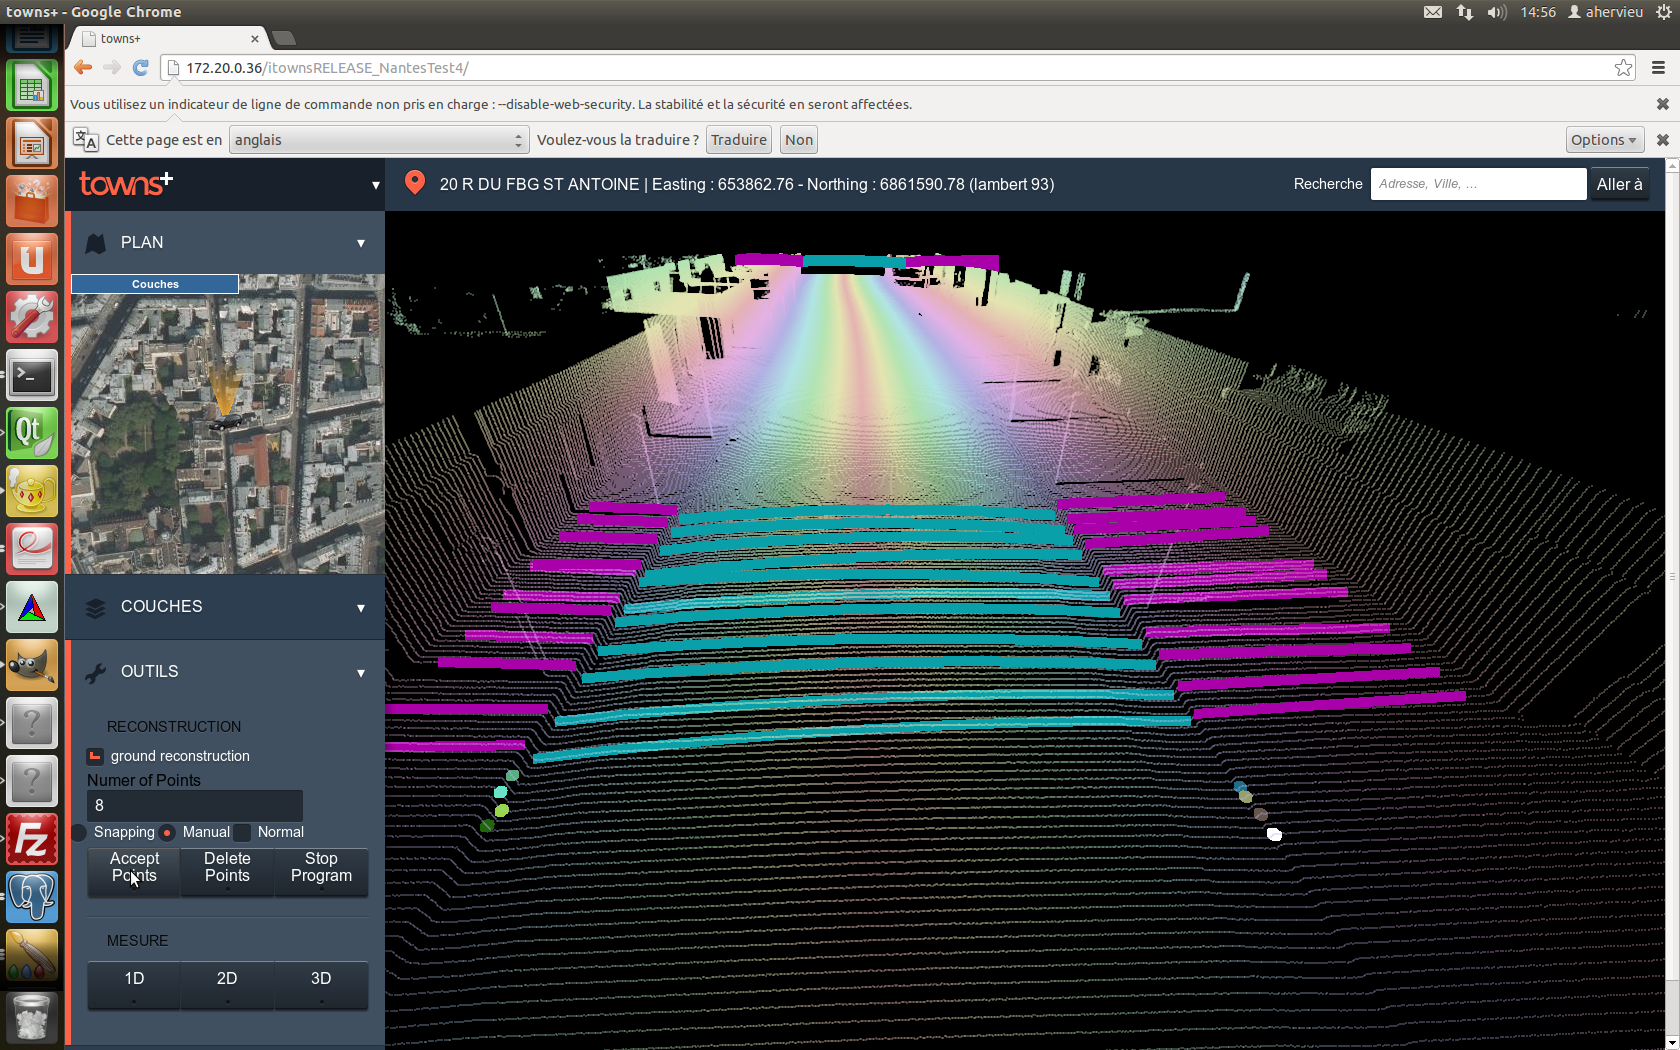 towns+ - Google Chrome
14:56
ahervieu
towns+
172.20.0.36/itownsRELEASE_NantesTest4/
Vous utilisez un indicateur de ligne de commande non pris en charge : --disable-web-security. La stabilité et la sécurité en seront affectées.
Cette page est en
anglais
Voulez-vous la traduire ?
Traduire
Non
Options
towns+
20 R DU FBG ST ANTOINE | Easting : 653862.76 - Northing : 6861590.78 (lambert 93)
Recherche
Adresse, Ville, ...
Aller à
PLAN
Couches
COUCHES
OUTILS
RECONSTRUCTION
ground reconstruction
Numer of Points
8
Snapping
Manual
Normal
Accept Points
Delete Points
Stop Program
MESURE
1D
2D
3D